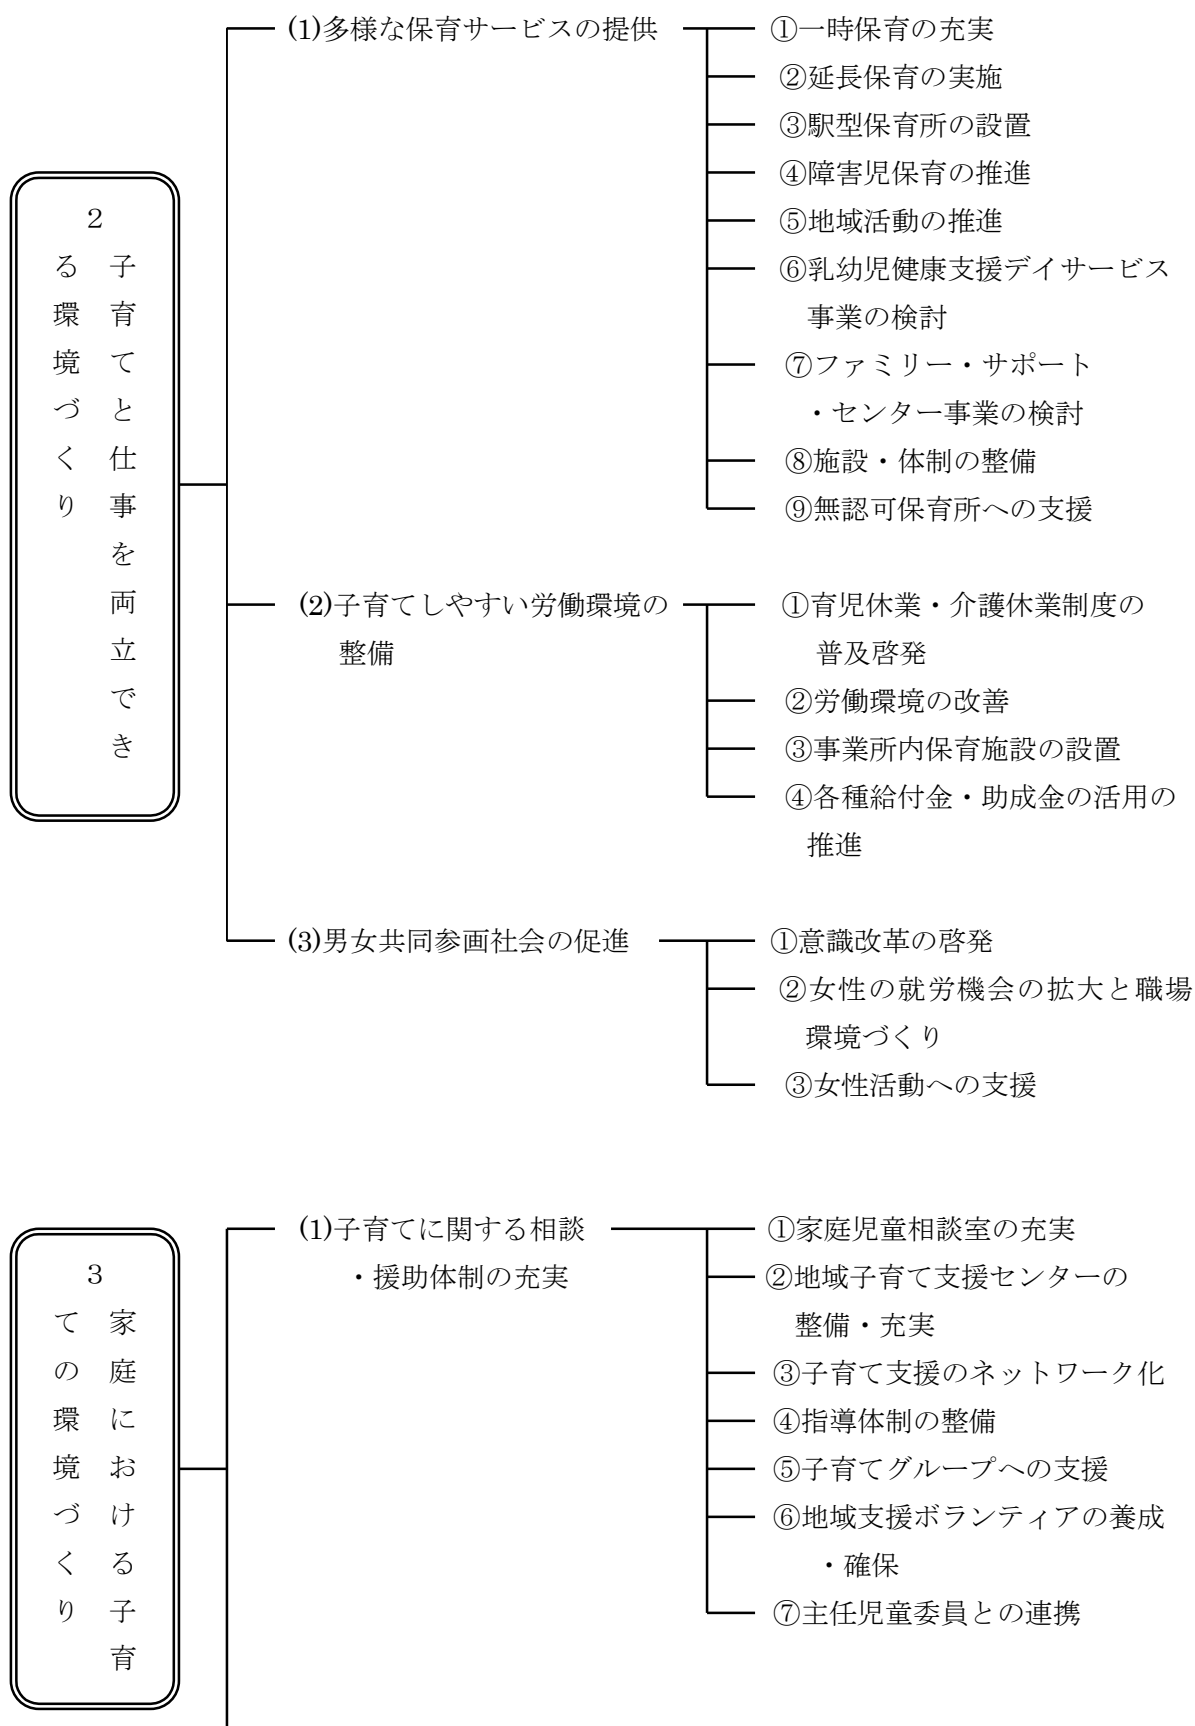 2
子育てと仕事を両立でき
る環境づくり
(1)多様な保育サービスの提供
①一時保育の充実
②延長保育の実施
③駅型保育所の設置
④障害児保育の推進
⑤地域活動の推進
⑥乳幼児健康支援デイサービス
事業の検討
⑦ファミリー・サポート
・センター事業の検討
⑧施設・体制の整備
⑨無認可保育所への支援
(2)子育てしやすい労働環境の
整備
①育児休業・介護休業制度の
普及啓発
②労働環境の改善
③事業所内保育施設の設置
④各種給付金・助成金の活用の
推進
(3)男女共同参画社会の促進
①意識改革の啓発
②女性の就労機会の拡大と職場
環境づくり
③女性活動への支援
3
家庭における子育
ての環境づくり
(1)子育てに関する相談
・援助体制の充実
①家庭児童相談室の充実
②地域子育て支援センターの
整備・充実
③子育て支援のネットワーク化
④指導体制の整備
⑤子育てグループへの支援
⑥地域支援ボランティアの養成
・確保
⑦主任児童委員との連携